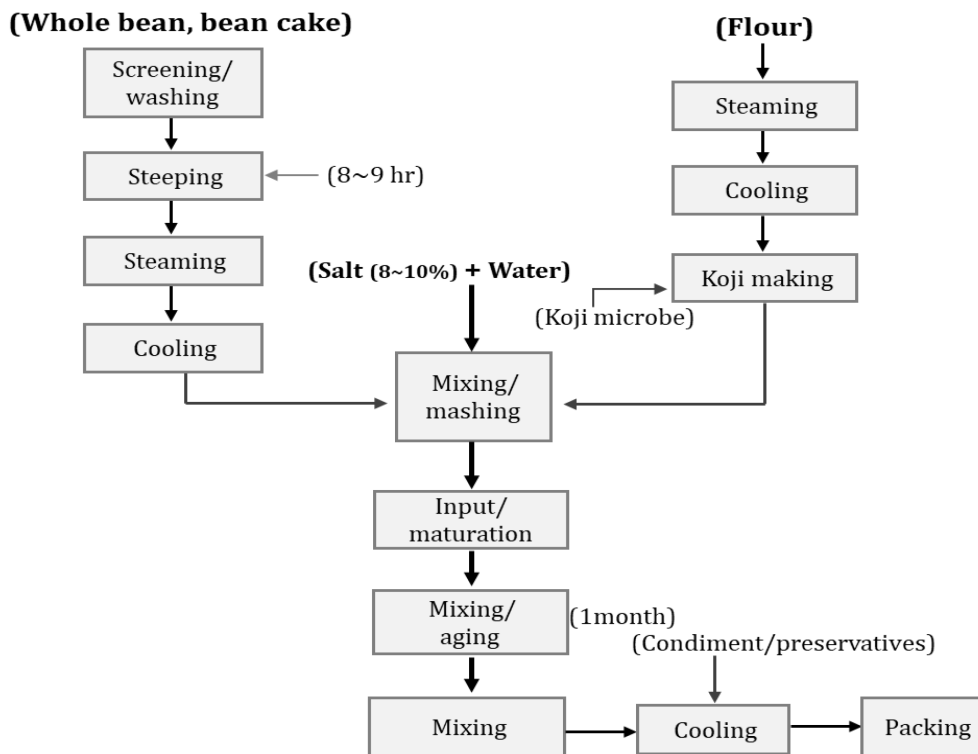 (Whole bean, bean cake)
Screening/
washing
Steeping
(8~9 hr)
Steaming
Cooling
(Flour)
Steaming
Cooling
Koji making
(Koji microbe)
(Salt (8~10%) + Water)
Mixing/
mashing
Input/
maturation
Mixing/
aging
(1month)
(Condiment/preservatives)
Mixing
Cooling
Packing